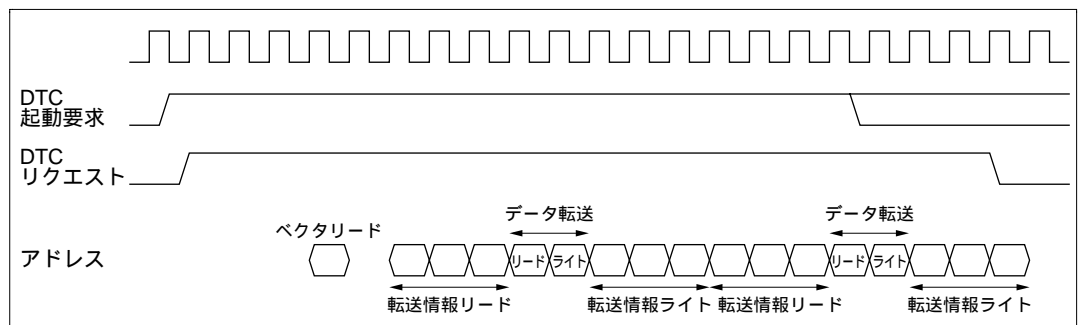 DTC
起動要求
DTC
リクエスト
データ転送
データ転送
ベクタリード
アドレス
リード
ライト
リード
ライト
転送情報リード
転送情報ライト
転送情報リード
転送情報ライト